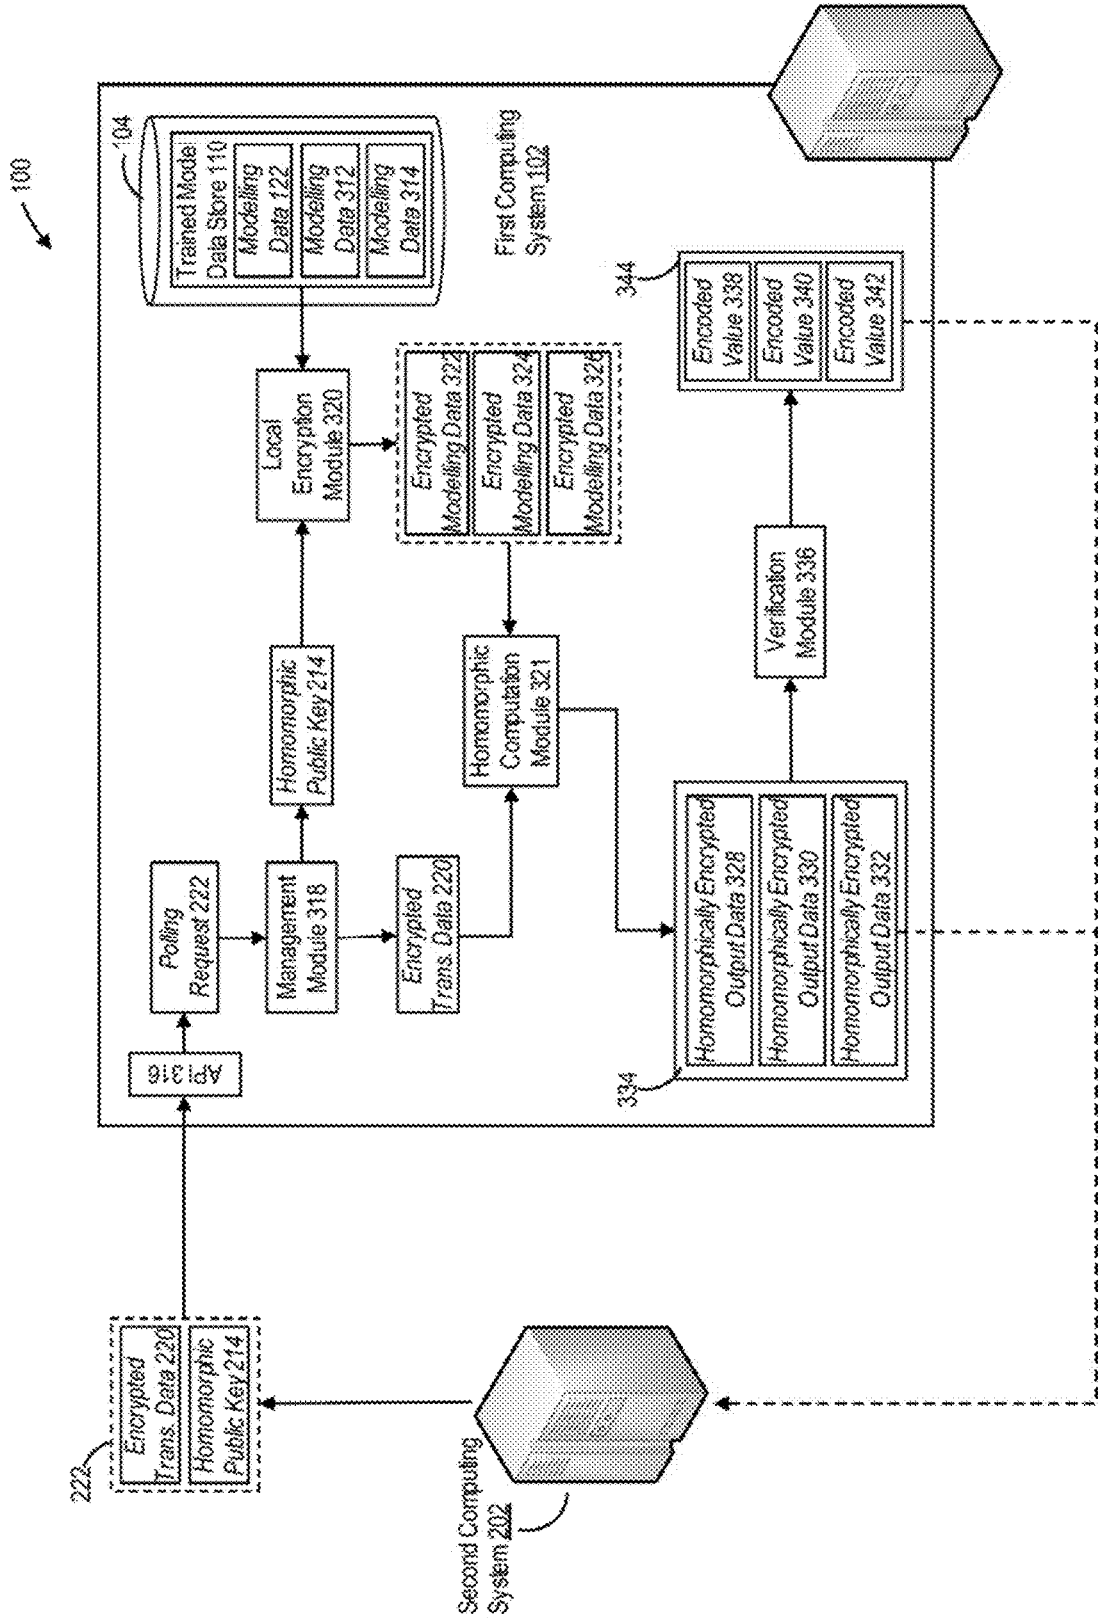 100
222
Encrypted
Trans. Data 220
Homomorphic
Public Key 214
Second Computing
System 202
API 316
Polling
Request 222
Management
Module 318
Homomorphic
Public Key 214
Encrypted
Trans. Data 220
Local
Encryption
Module 320
104
Trained Model
Data Store 110
Modelling
Data 122
Modelling
Data 312
Modelling
Data 314
First Computing
System 102
Encrypted
Modelling Data 322
Encrypted
Modelling Data 324
Encrypted
Modelling Data 326
Homomorphic
Computation
Module 321
334
Homomorphically Encrypted
Output Data 328
Homomorphically Encrypted
Output Data 330
Homomorphically Encrypted
Output Data 332
Verification
Module 336
344
Encoded
Value 338
Encoded
Value 340
Encoded
Value 342